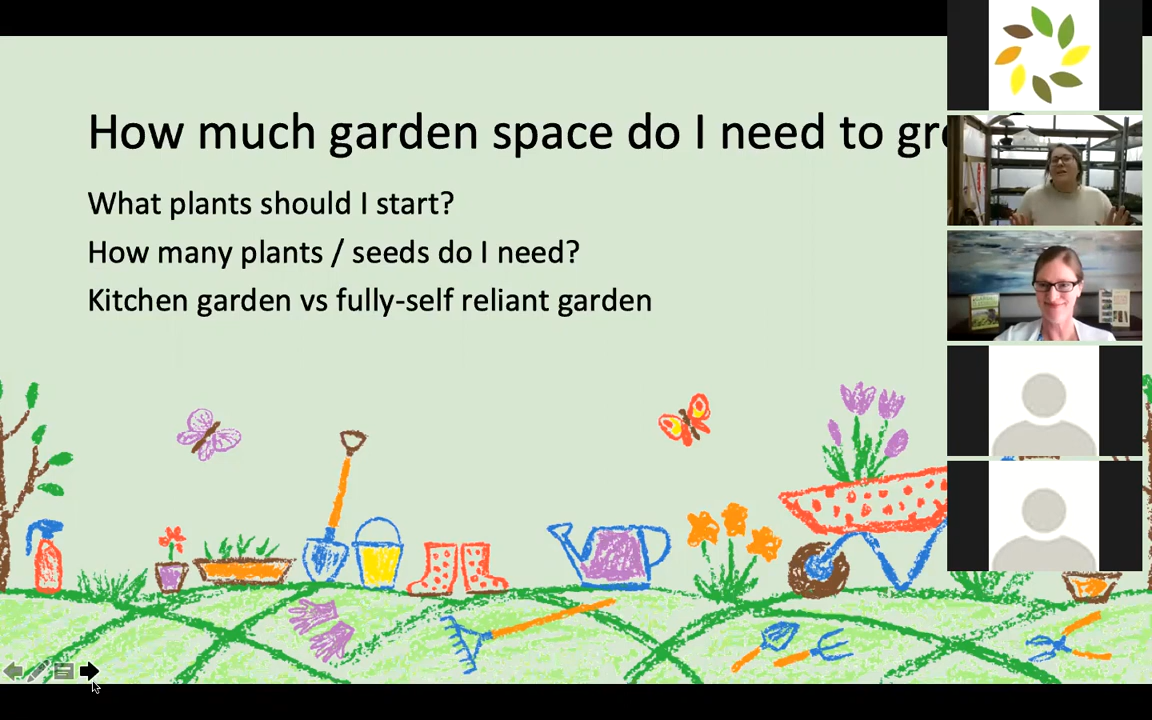 How much garden space do I need to gro
What plants should I start?
How many plants / seeds do I need?
Kitchen garden vs fully-self reliant garden